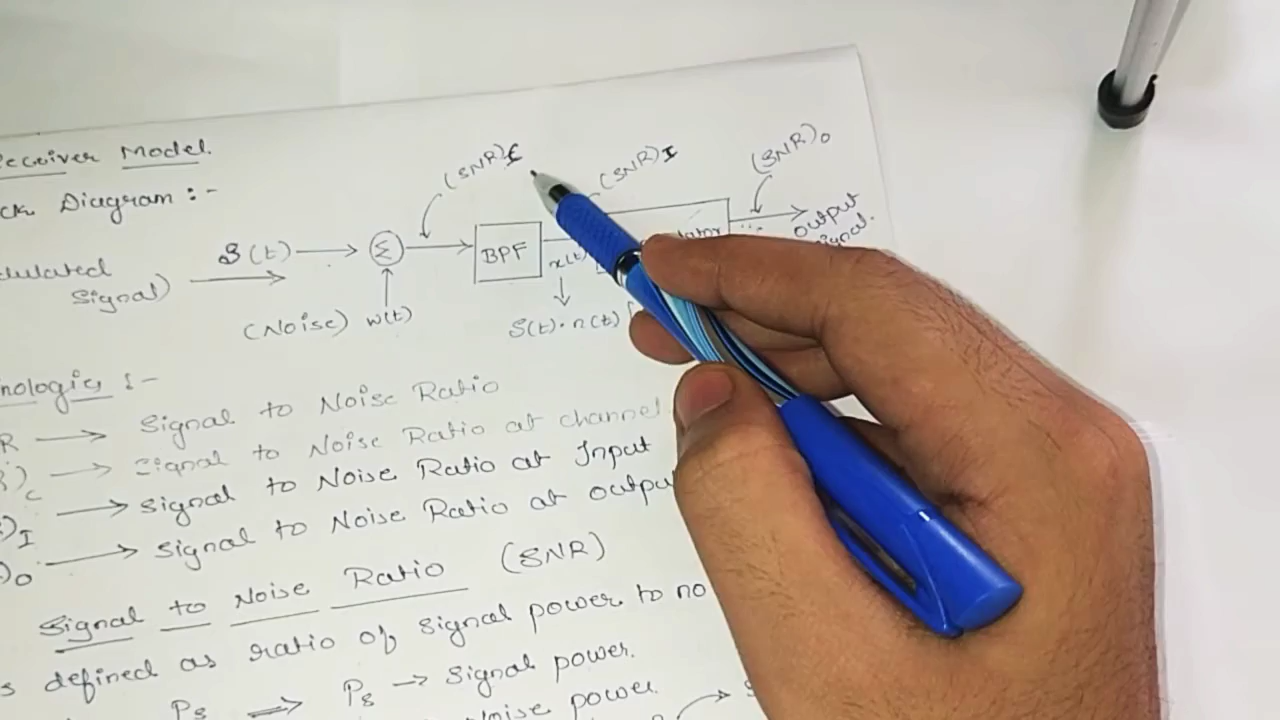 eceiver Model.
ck Diagram :-
(SNR)c (SNR)I (SNR)o
S(t) Σ BPF x(t) lator output
signal.
dulated
signal)
(Noise) w(t) S(t)·n(t)
nologies :-
R → Signal to Noise Ratio
)c → Signal to Noise Ratio at channel
)I → Signal to Noise Ratio at Input
)o → Signal to Noise Ratio at outpu
Signal to Noise Ratio (SNR)
s defined as ratio of signal power to no
Ps ⇒ Ps → Signal power.
oise power.